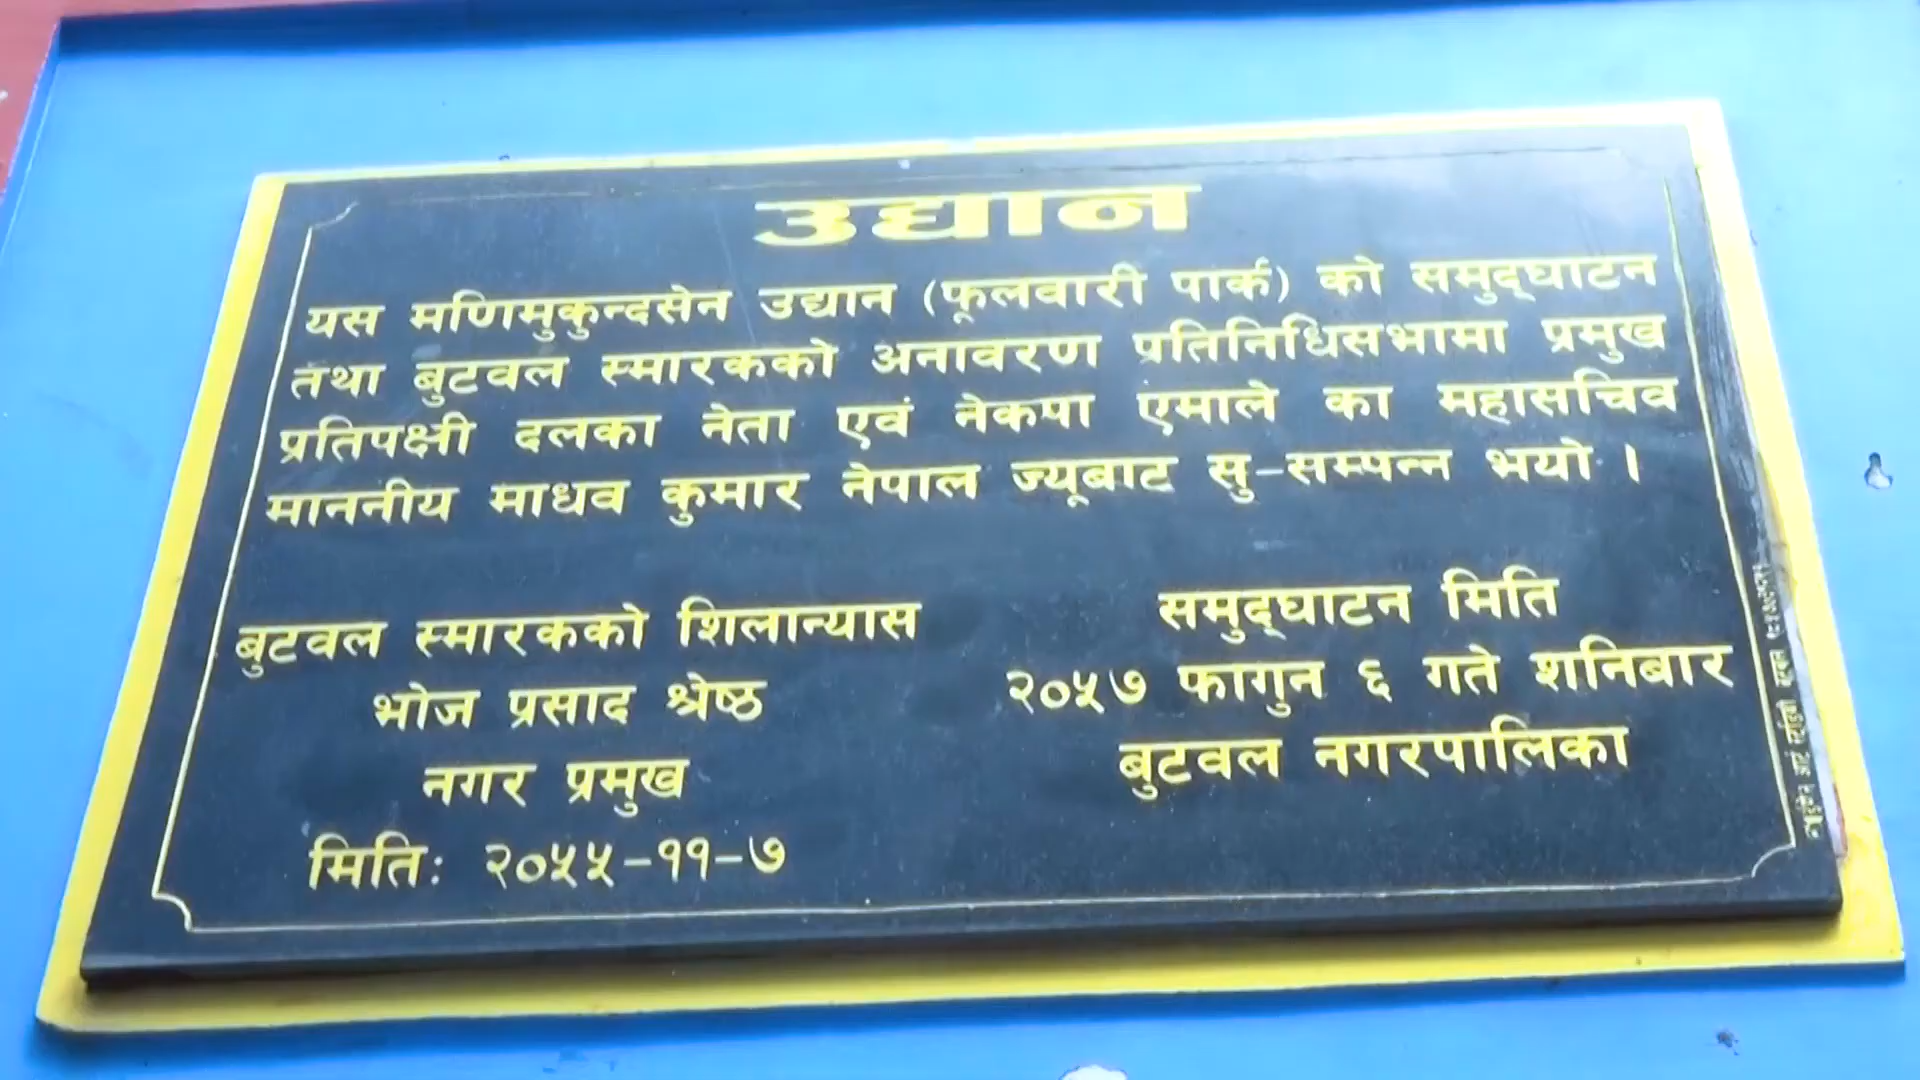 उद्यान
यस मणिमुकुन्दसेन उद्यान (फूलवारी पार्क) को समुद्घाटन
तथा बुटवल स्मारकको अनावरण प्रतिनिधिसभामा प्रमुख
प्रतिपक्षी दलका नेता एवं नेकपा एमाले का महासचिव
माननीय माधव कुमार नेपाल ज्यूबाट सु-सम्पन्न भयो ।
बुटवल स्मारकको शिलान्यास
भोज प्रसाद श्रेष्ठ
नगर प्रमुख
मितिः २०५५-११-७
समुद्घाटन मिति
२०५७ फागुन ६ गते शनिबार
बुटवल नगरपालिका